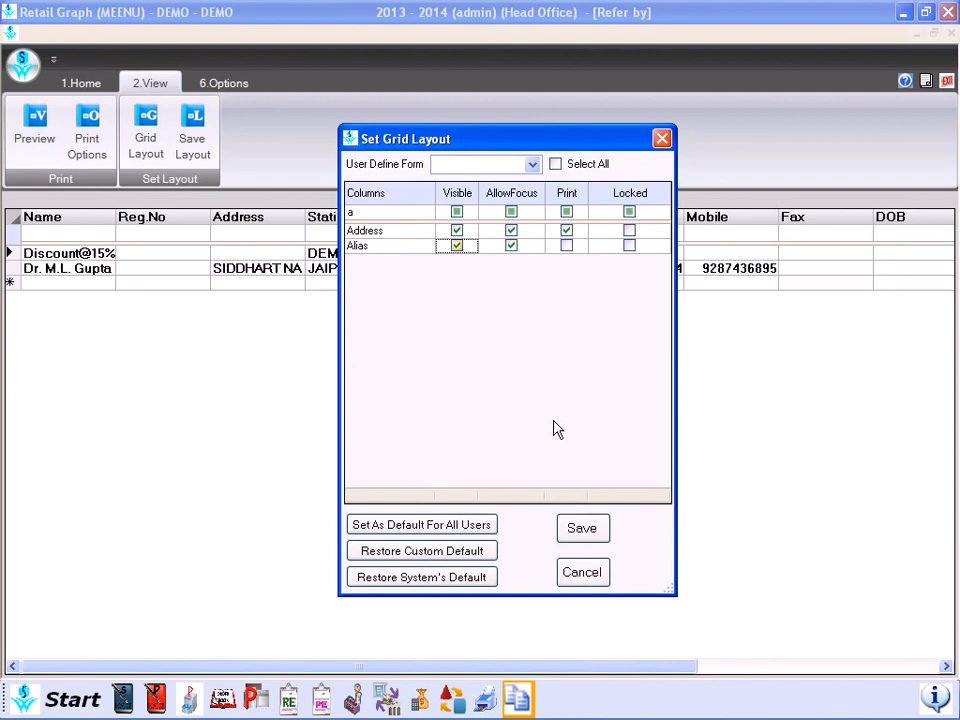 Retail Graph (MEENU) - DEMO - DEMO 2013 - 2014 (admin) (Head Office) - [Refer by]
1.Home 2.View 6.Options
EXIT
Preview Print Options Grid Layout Save Layout
Print Set Layout
Set Grid Layout
User Define Form Select All
Columns Visible AllowFocus Print Locked
a
Address
Alias
Name Reg.No Address Stati Mobile Fax DOB
Discount@15% DEM
Dr. M.L. Gupta SIDDHART NA JAIP 4 9287436895
Set As Default For All Users Save
Restore Custom Default
Restore System's Default Cancel
Start RE PE